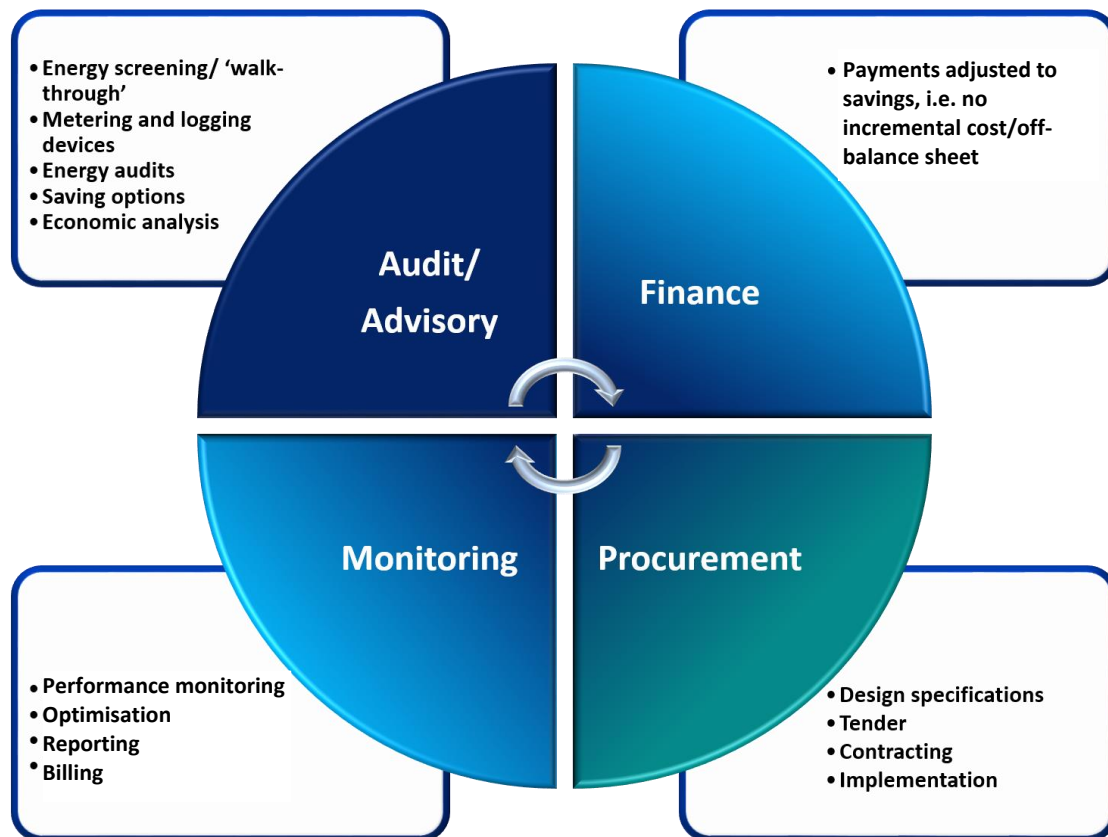 • Energy screening/ ‘walk-
through’
• Metering and logging
devices
• Energy audits
• Saving options
• Economic analysis
• Payments adjusted to
savings, i.e. no
incremental cost/off-
balance sheet
Audit/
Advisory
Finance
Monitoring
Procurement
• Performance monitoring
• Optimisation
• Reporting
• Billing
• Design specifications
• Tender
• Contracting
• Implementation